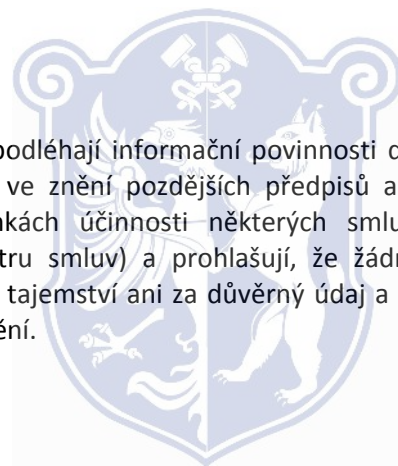 podléhají informační povinnosti
ve znění pozdějších předpisů a
nkách účinnosti některých smlu
tru smluv) a prohlašují, že žádn
tajemství ani za důvěrný údaj a
ění.